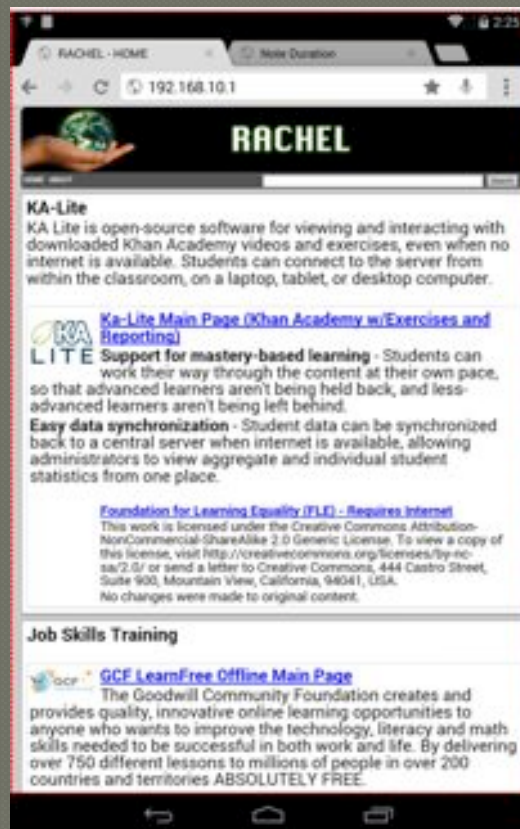 2:25
RACHEL - HOME
Note Duration
192.168.10.1
RACHEL
HOME ABOUT
Search
KA-Lite
KA Lite is open-source software for viewing and interacting with
downloaded Khan Academy videos and exercises, even when no
internet is available. Students can connect to the server from
within the classroom, on a laptop, tablet, or desktop computer.
KA
LITE
Ka-Lite Main Page (Khan Academy w/Exercises and
Reporting)
Support for mastery-based learning - Students can
work their way through the content at their own pace,
so that advanced learners aren't being held back, and less-
advanced learners aren't being left behind.
Easy data synchronization - Student data can be synchronized
back to a central server when internet is available, allowing
administrators to view aggregate and individual student
statistics from one place.
Foundation for Learning Equality (FLE) - Requires Internet
This work is licensed under the Creative Commons Attribution-
NonCommercial-ShareAlike 2.0 Generic License. To view a copy of
this license, visit http://creativecommons.org/licenses/by-nc-
sa/2.0/ or send a letter to Creative Commons, 444 Castro Street,
Suite 900, Mountain View, California, 94041, USA.
No changes were made to original content.
Job Skills Training
GCF
GCF LearnFree Offline Main Page
The Goodwill Community Foundation creates and
provides quality, innovative online learning opportunities to
anyone who wants to improve the technology, literacy and math
skills needed to be successful in both work and life. By delivering
over 750 different lessons to millions of people in over 200
countries and territories ABSOLUTELY FREE.